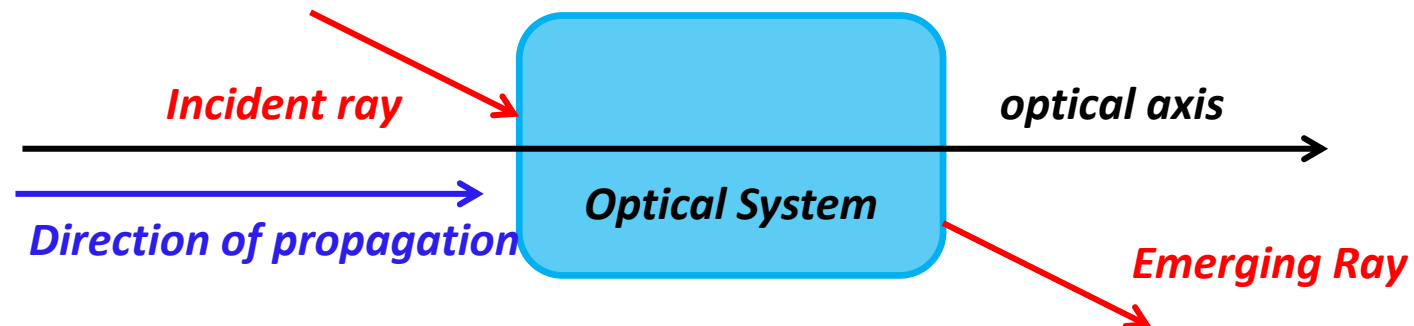 Incident ray
optical axis
Optical System
Direction of propagation
Emerging Ray